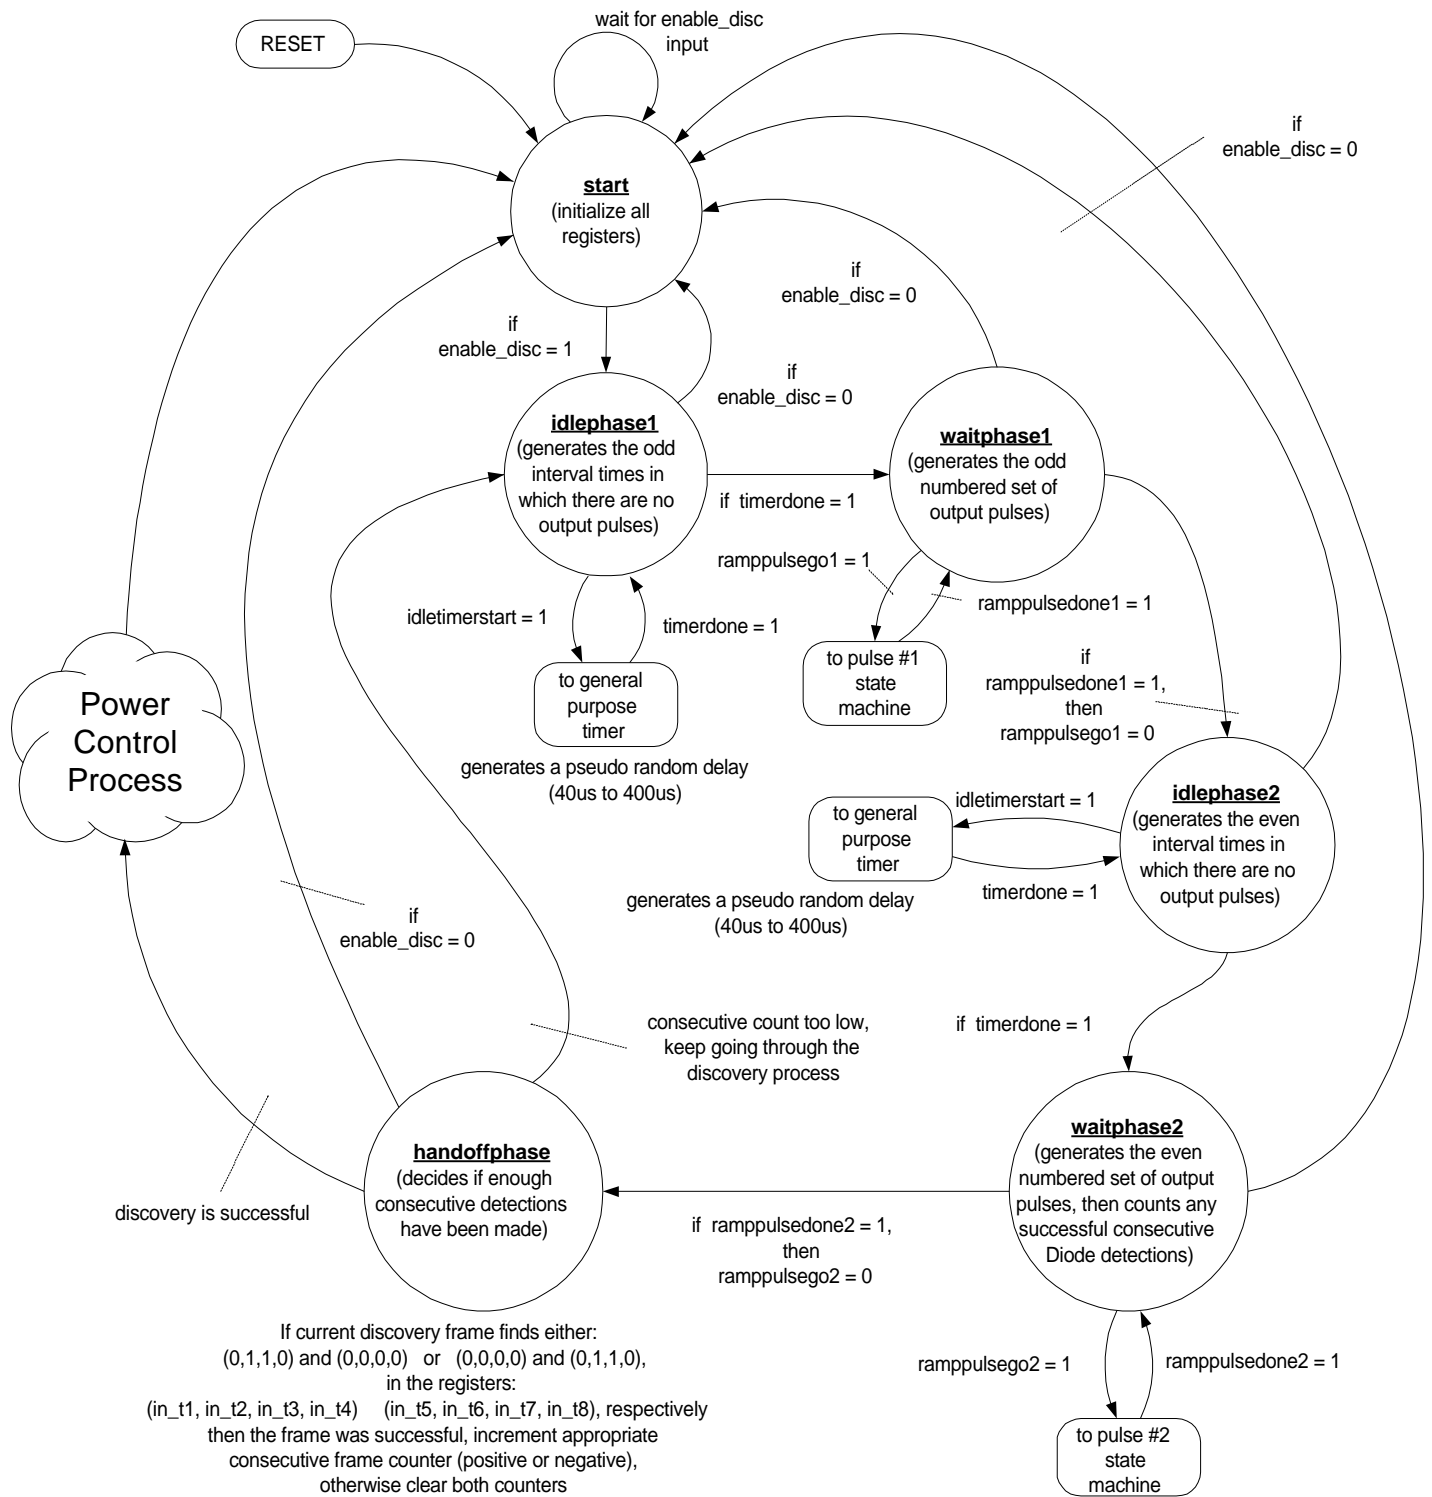 wait for enable_disc
input
RESET
if
enable_disc = 0
start
(initialize all
registers)
if
enable_disc = 0
if
enable_disc = 1
if
enable_disc = 0
idlephase1
(generates the odd
interval times in
which there are no
output pulses)
waitphase1
(generates the odd
numbered set of
output pulses)
if timerdone = 1
ramppulsego1 = 1
ramppulsedone1 = 1
idletimerstart = 1
timerdone = 1
to general
purpose
timer
to pulse #1
state
machine
if
ramppulsedone1 = 1,
then
ramppulsego1 = 0
Power
Control
Process
generates a pseudo random delay
(40us to 400us)
idlephase2
(generates the even
interval times in
which there are no
output pulses)
idletimerstart = 1
to general
purpose
timer
timerdone = 1
generates a pseudo random delay
(40us to 400us)
if
enable_disc = 0
consecutive count too low,
keep going through the
discovery process
if timerdone = 1
handoffphase
(decides if enough
consecutive detections
have been made)
waitphase2
(generates the even
numbered set of output
pulses, then counts any
successful consecutive
Diode detections)
discovery is successful
if ramppulsedone2 = 1,
then
ramppulsego2 = 0
If current discovery frame finds either:
(0,1,1,0) and (0,0,0,0) or (0,0,0,0) and (0,1,1,0),
in the registers:
(in_t1, in_t2, in_t3, in_t4) (in_t5, in_t6, in_t7, in_t8), respectively
then the frame was successful, increment appropriate
consecutive frame counter (positive or negative),
otherwise clear both counters
ramppulsego2 = 1
ramppulsedone2 = 1
to pulse #2
state
machine